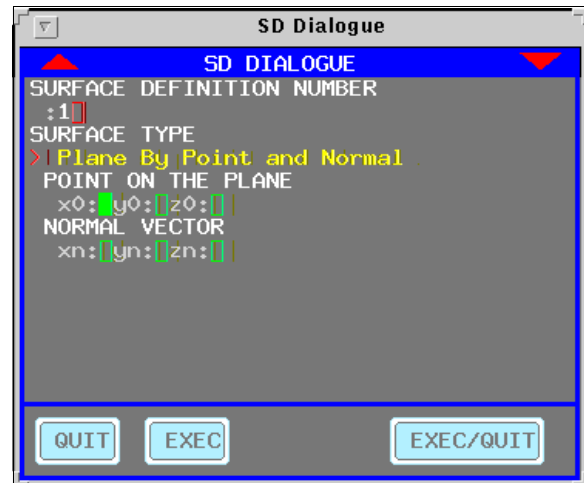 SD Dialogue
SD DIALOGUE
SURFACE DEFINITION NUMBER
:1
SURFACE TYPE
>Plane By Point and Normal
POINT ON THE PLANE
x0: y0: z0:
NORMAL VECTOR
xn: yn: zn:
QUIT EXEC EXEC/QUIT